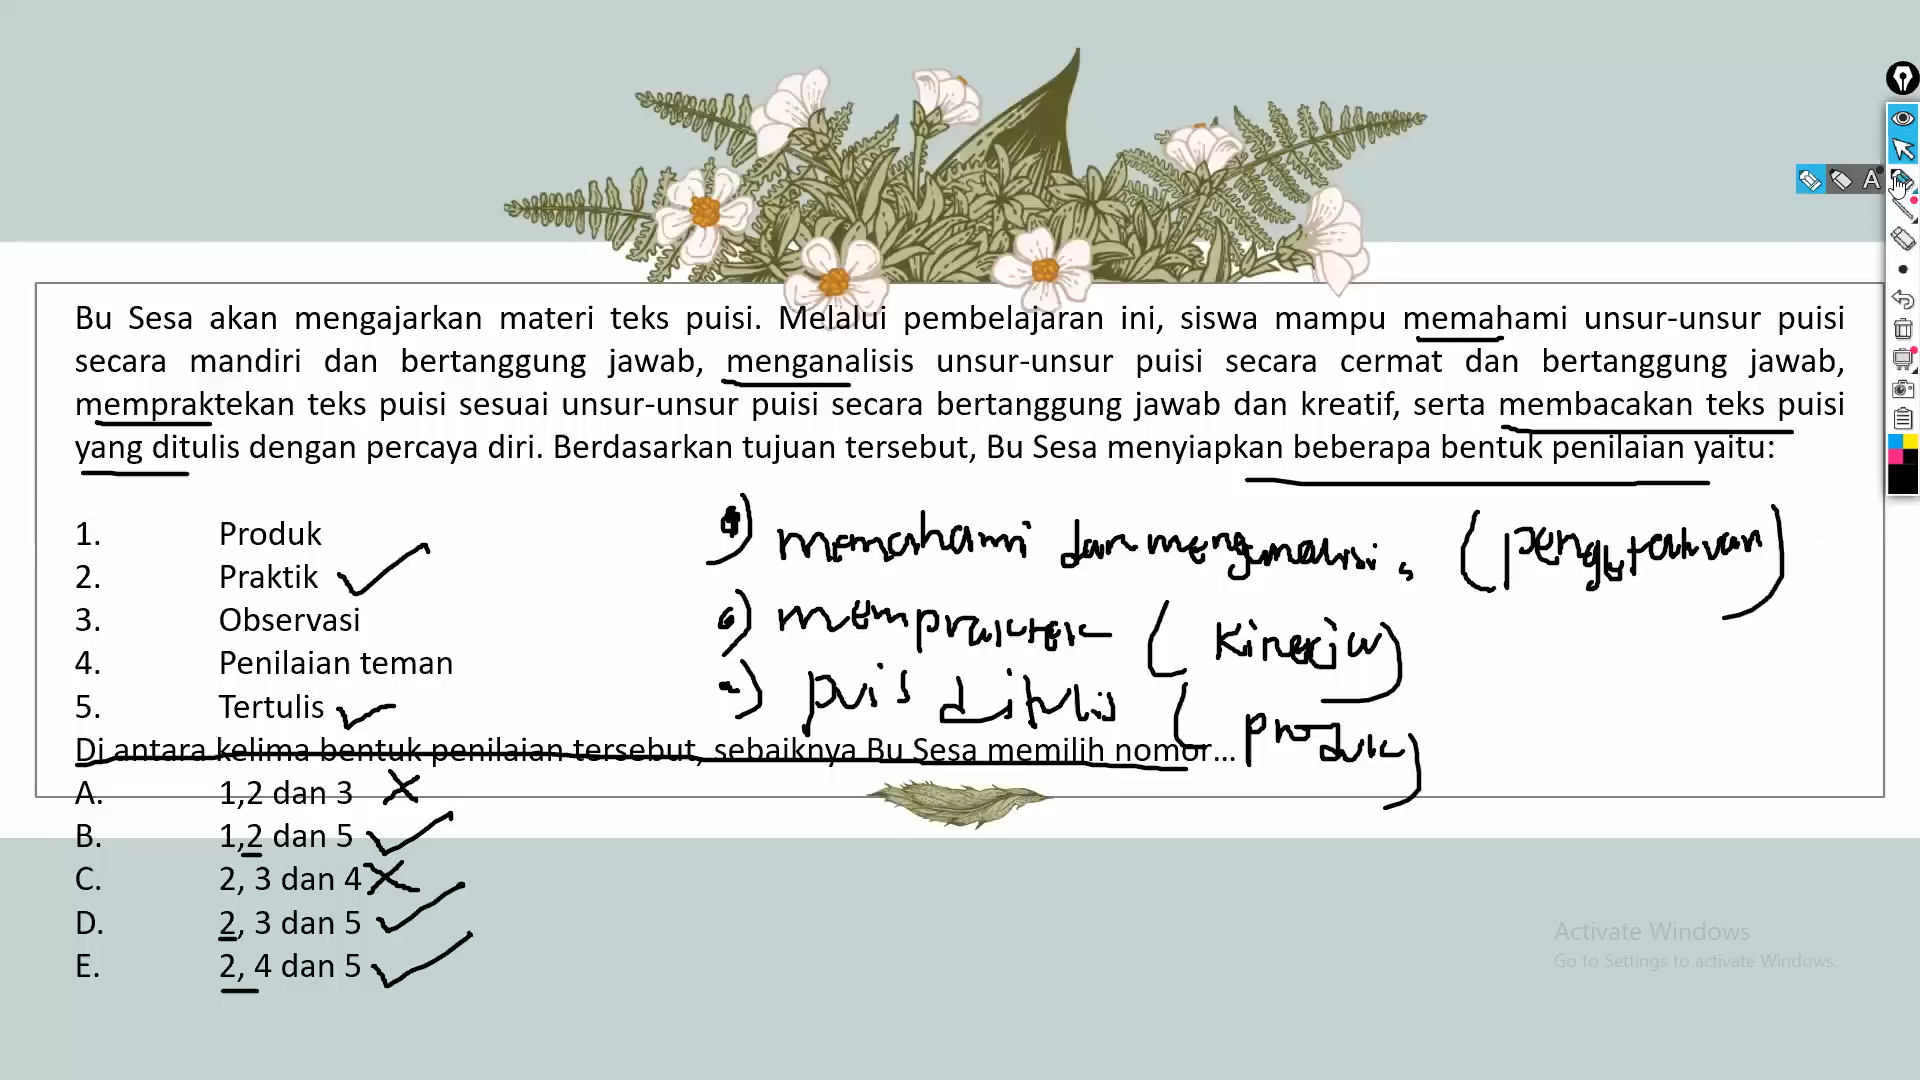 Bu Sesa akan mengajarkan materi teks puisi. Melalui pembelajaran ini, siswa mampu memahami unsur-unsur puisi
secara mandiri dan bertanggung jawab, menganalisis unsur-unsur puisi secara cermat dan bertanggung jawab,
mempraktekan teks puisi sesuai unsur-unsur puisi secara bertanggung jawab dan kreatif, serta membacakan teks puisi
yang ditulis dengan percaya diri. Berdasarkan tujuan tersebut, Bu Sesa menyiapkan beberapa bentuk penilaian yaitu:
1. Produk
2. Praktik
3. Observasi
4. Penilaian teman
5. Tertulis
memahami dan menganalisis (pengetahuan)
mempraktek (kinerja)
puisi ditulis (produk)
Di antara kelima bentuk penilaian tersebut, sebaiknya Bu Sesa memilih nomor...
A. 1,2 dan 3
B. 1,2 dan 5
C. 2, 3 dan 4
D. 2, 3 dan 5
E. 2, 4 dan 5
A
Activate Windows
Go to Settings to activate Windows.